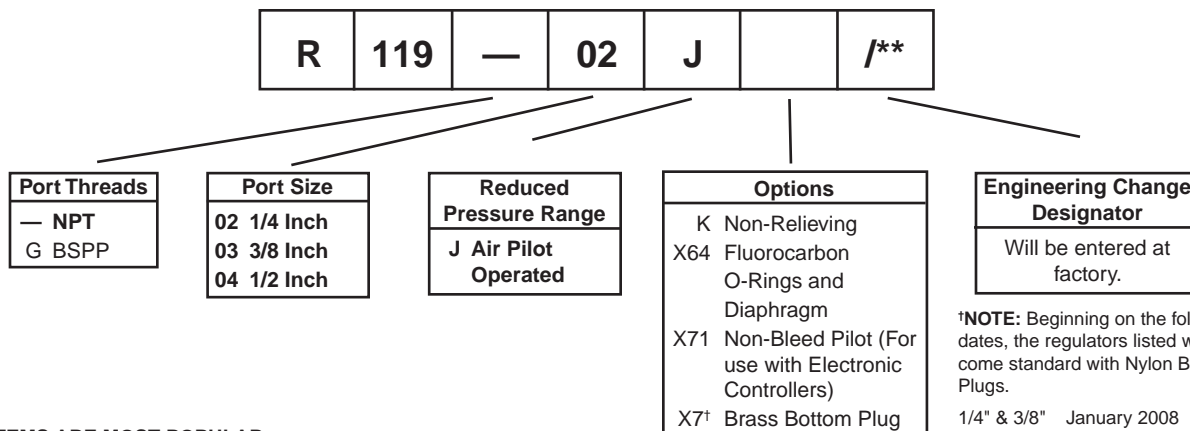 R 119 — 02 J /**
Port Threads
— NPT
G BSPP
Port Size
02 1/4 Inch
03 3/8 Inch
04 1/2 Inch
Reduced
Pressure Range
J Air Pilot
Operated
Options
K Non-Relieving
X64 Fluorocarbon
O-Rings and
Diaphragm
X71 Non-Bleed Pilot (For
use with Electronic
Controllers)
X7† Brass Bottom Plug
Engineering Change
Designator
Will be entered at
factory.
†NOTE: Beginning on the
dates, the regulators listed
come standard with Nylon
Plugs.
1/4" & 3/8" January 2008
ARE MOST POPULAR